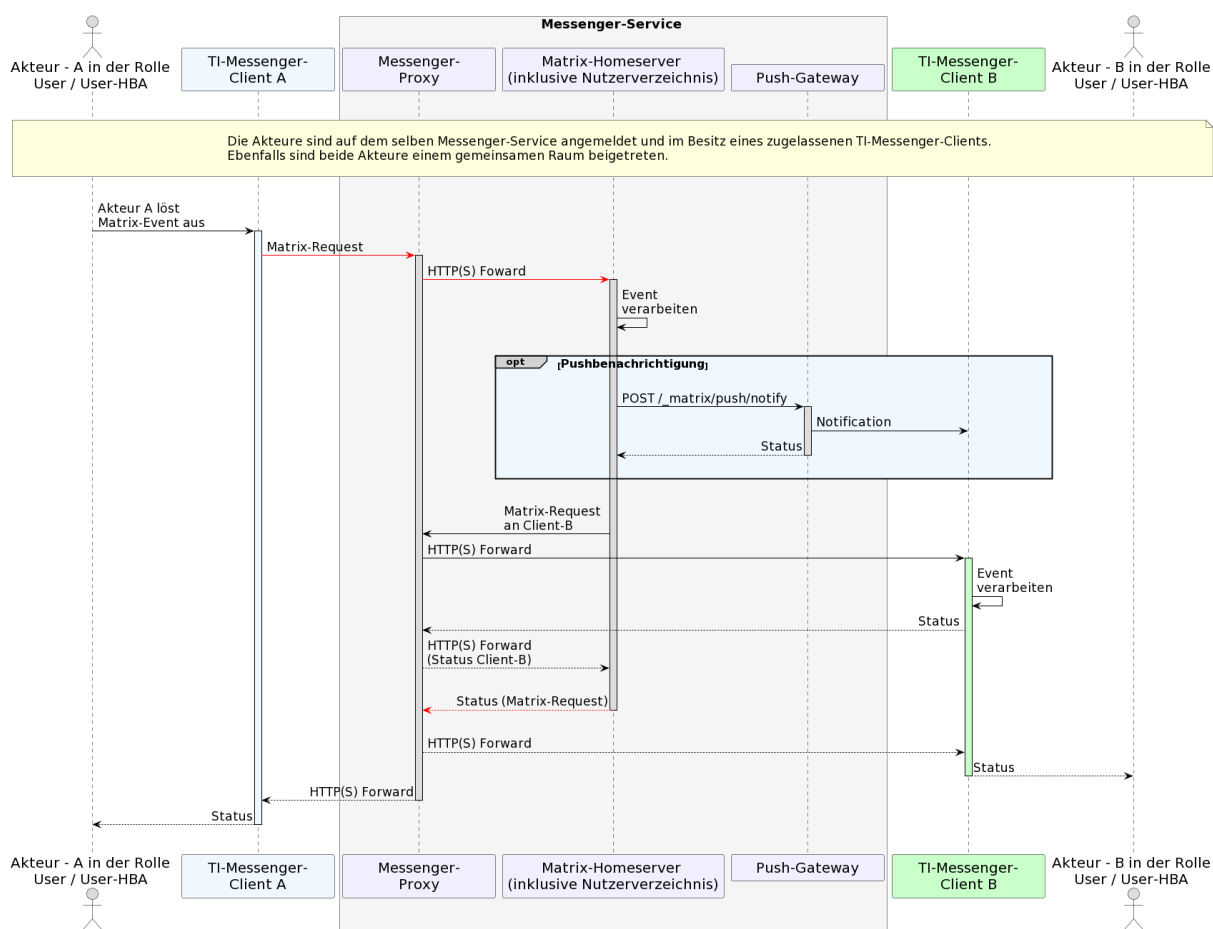 Messenger-Service
Akteur - A in der Rolle
User / User-HBA
TI-Messenger-
Client A
Messenger-
Proxy
Matrix-Homeserver
(inklusive Nutzerverzeichnis)
Push-Gateway
TI-Messenger-
Client B
Akteur - B in der Rolle
User / User-HBA
Die Akteure sind auf dem selben Messenger-Service angemeldet und im Besitz eines zugelassenen TI-Messenger-Clients.
Ebenfalls sind beide Akteure einem gemeinsamen Raum beigetreten.
Akteur A löst
Matrix-Event aus
Matrix-Request
HTTP(S) Foward
Event
verarbeiten
opt
[Pushbenachrichtigung]
POST /_matrix/push/notify
Notification
Status
Matrix-Request
an Client-B
HTTP(S) Forward
Event
verarbeiten
Status
HTTP(S) Forward
(Status Client-B)
Status (Matrix-Request)
HTTP(S) Forward
Status
HTTP(S) Forward
Status
Akteur - A in der Rolle
User / User-HBA
TI-Messenger-
Client A
Messenger-
Proxy
Matrix-Homeserver
(inklusive Nutzerverzeichnis)
Push-Gateway
TI-Messenger-
Client B
Akteur - B in der Rolle
User / User-HBA